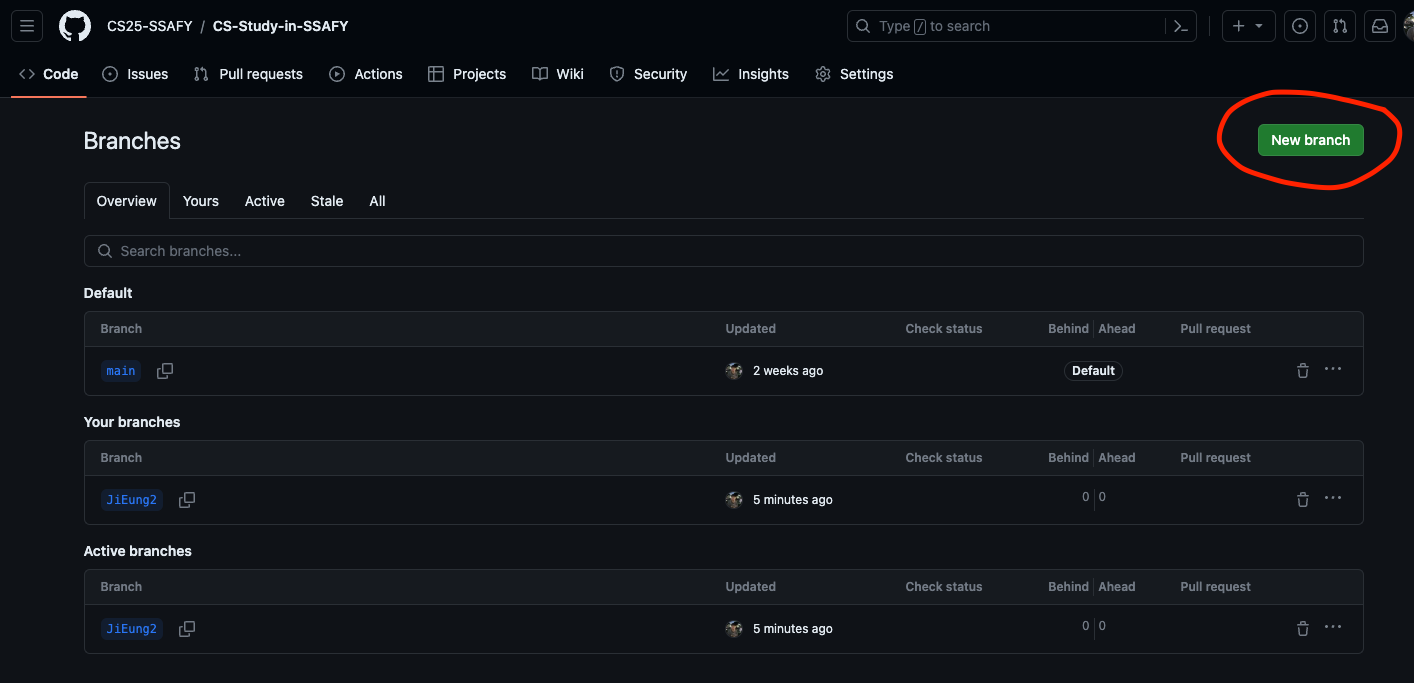 CS25-SSAFY / CS-Study-in-SSAFY
Type / to search
Code Issues Pull requests Actions Projects Wiki Security Insights Settings
Branches
New branch
Overview Yours Active Stale All
Search branches...
Default
Branch Updated Check status Behind Ahead Pull request
main 2 weeks ago Default
Your branches
Branch Updated Check status Behind Ahead Pull request
JiEung2 5 minutes ago 0 0
Active branches
Branch Updated Check status Behind Ahead Pull request
JiEung2 5 minutes ago 0 0